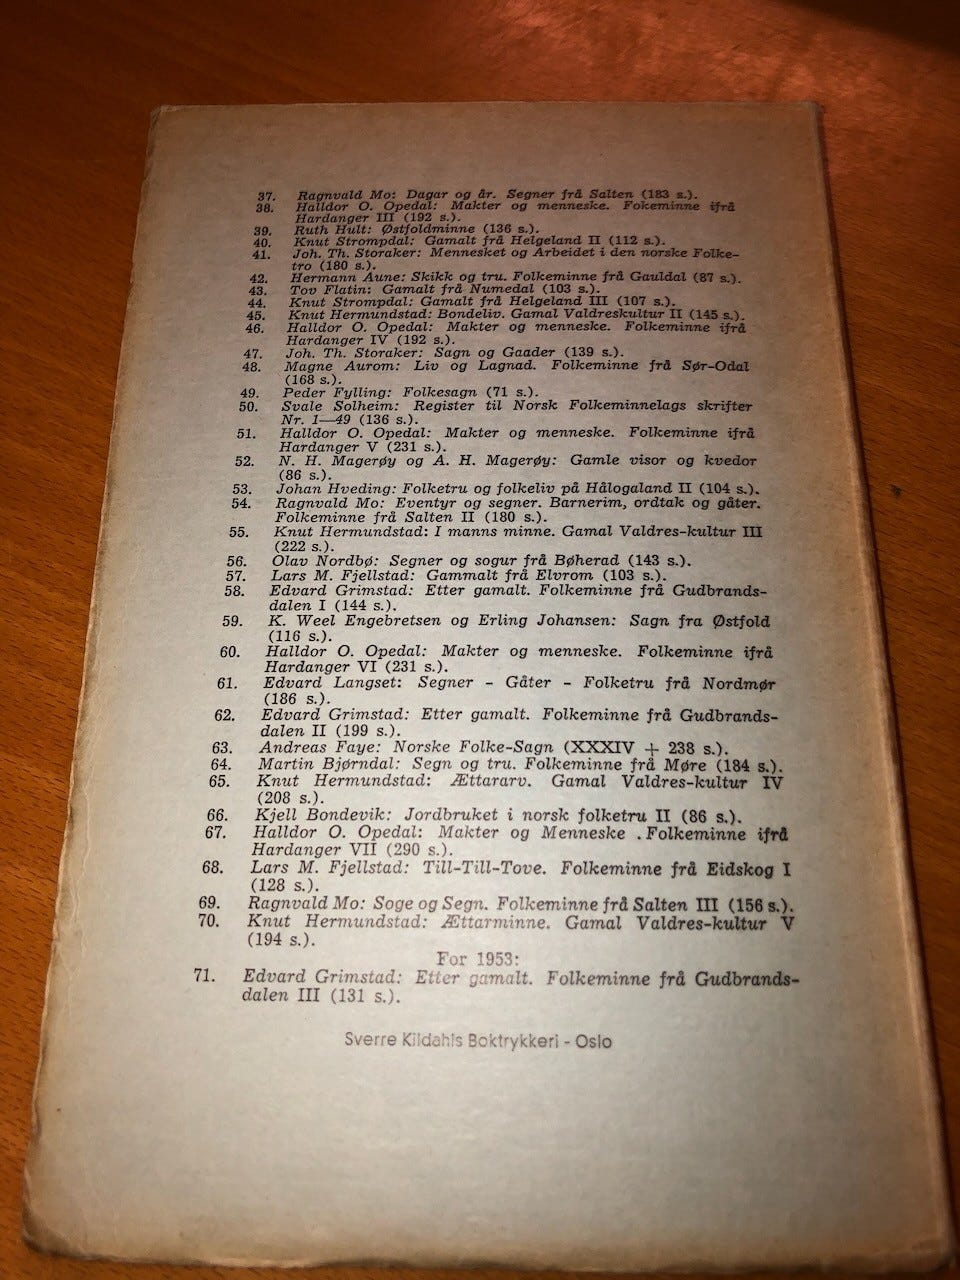 37. Ragnvald Mo: Dagar og år. Segner frå Salten (183 s.).
38. Halldor O. Opedal: Makter og menneske. Fokeminne ifrå
Hardanger III (192 s.).
39. Ruth Hult: Østfoldminne (136 s.).
40. Knut Strompdal: Gamalt frå Helgeland II (112 s.).
41. Joh. Th. Storaker: Mennesket og Arbeidet i den norske Folke-
tro (180 s.).
42. Hermann Aune: Skikk og tru. Folkeminne frå Gauldal (87 s.).
43. Tov Flatin: Gamalt frå Numedal (103 s.).
44. Knut Strompdal: Gamalt frå Helgeland III (107 s.).
45. Knut Hermundstad: Bondeliv. Gamal Valdreskultur II (145 s.).
46. Halldor O. Opedal: Makter og menneske. Folkeminne ifrå
Hardanger IV (192 s.).
47. Joh. Th. Storaker: Sagn og Gaader (139 s.).
48. Magne Aurom: Liv og Lagnad. Folkeminne frå Sør-Odal
(168 s.).
49. Peder Fylling: Folkesagn (71 s.).
50. Svale Solheim: Register til Norsk Folkeminnelags skrifter
Nr. 1—49 (136 s.).
51. Halldor O. Opedal: Makter og menneske. Folkeminne ifrå
Hardanger V (231 s.).
52. N. H. Magerøy og A. H. Magerøy: Gamle visor og kvedor
(86 s.).
53. Johan Hveding: Folketru og folkeliv på Hålogaland II (104 s.).
54. Ragnvald Mo: Eventyr og segner. Barnerim, ordtak og gåter.
Folkeminne frå Salten II (180 s.).
55. Knut Hermundstad: I manns minne. Gamal Valdres-kultur III
(222 s.).
56. Olav Nordbø: Segner og sogur frå Bøherad (143 s.).
57. Lars M. Fjellstad: Gammalt frå Elvrom (103 s.).
58. Edvard Grimstad: Etter gamalt. Folkeminne frå Gudbrands-
dalen I (144 s.).
59. K. Weel Engebretsen og Erling Johansen: Sagn fra Østfold
(116 s.).
60. Halldor O. Opedal: Makter og menneske. Folkeminne ifrå
Hardanger VI (231 s.).
61. Edvard Langset: Segner - Gåter - Folketru frå Nordmør
(186 s.).
62. Edvard Grimstad: Etter gamalt. Folkeminne frå Gudbrands-
dalen II (199 s.).
63. Andreas Faye: Norske Folke-Sagn (XXXIV + 238 s.).
64. Martin Bjørndal: Segn og tru. Folkeminne frå Møre (184 s.).
65. Knut Hermundstad: Ættararv. Gamal Valdres-kultur IV
(208 s.).
66. Kjell Bondevik: Jordbruket i norsk folketru II (86 s.).
67. Halldor O. Opedal: Makter og Menneske .Folkeminne ifrå
Hardanger VII (290 s.).
68. Lars M. Fjellstad: Till-Till-Tove. Folkeminne frå Eidskog I
(128 s.).
69. Ragnvald Mo: Soge og Segn. Folkeminne frå Salten III (156 s.).
70. Knut Hermundstad: Ættarminne. Gamal Valdres-kultur V
(194 s.).
For 1953:
71. Edvard Grimstad: Etter gamalt. Folkeminne frå Gudbrands-
dalen III (131 s.).
Sverre Kildahls Boktrykkeri - Oslo